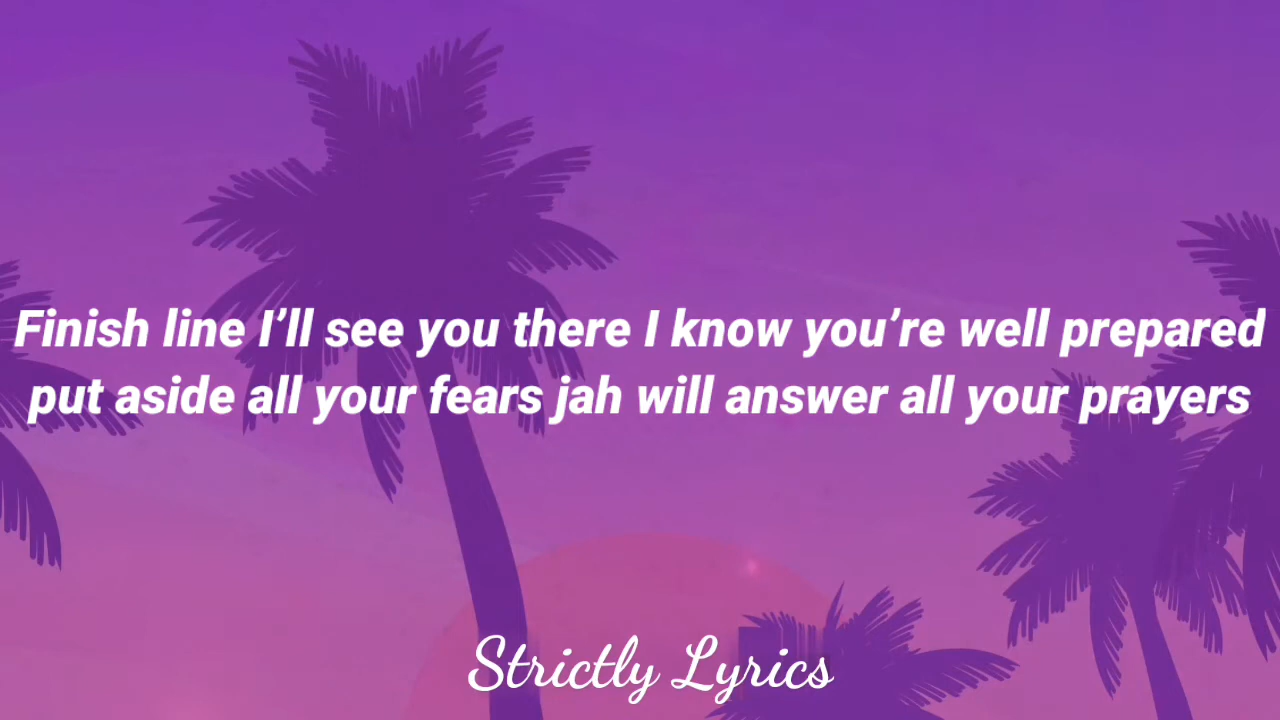 Finish line I’ll see you there I know you’re well prepared
put aside all your fears jah will answer all your prayers
Strictly Lyrics